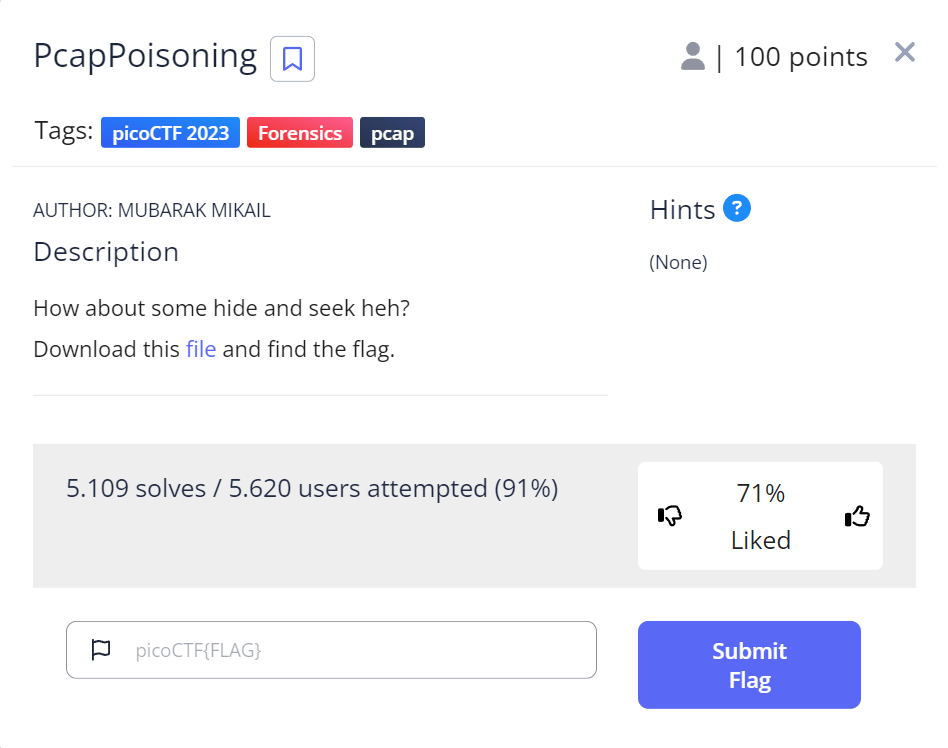 PcapPoisoning
| 100 points
Tags: picoCTF 2023 Forensics pcap
AUTHOR: MUBARAK MIKAIL
Description
How about some hide and seek heh?
Download this file and find the flag.
Hints ?
(None)
5.109 solves / 5.620 users attempted (91%)
71%
Liked
picoCTF{FLAG}
Submit
Flag